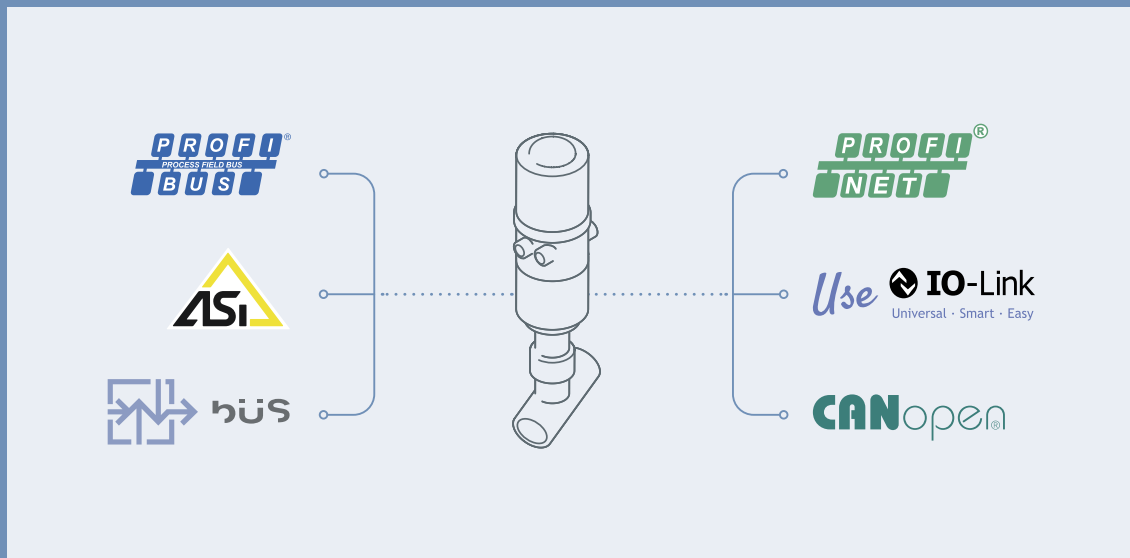 PROFI®
PROCESS FIELD BUS
BUS
ASi
büS
PROFI®
NET
Use IO-Link
Universal · Smart · Easy
CANopen®